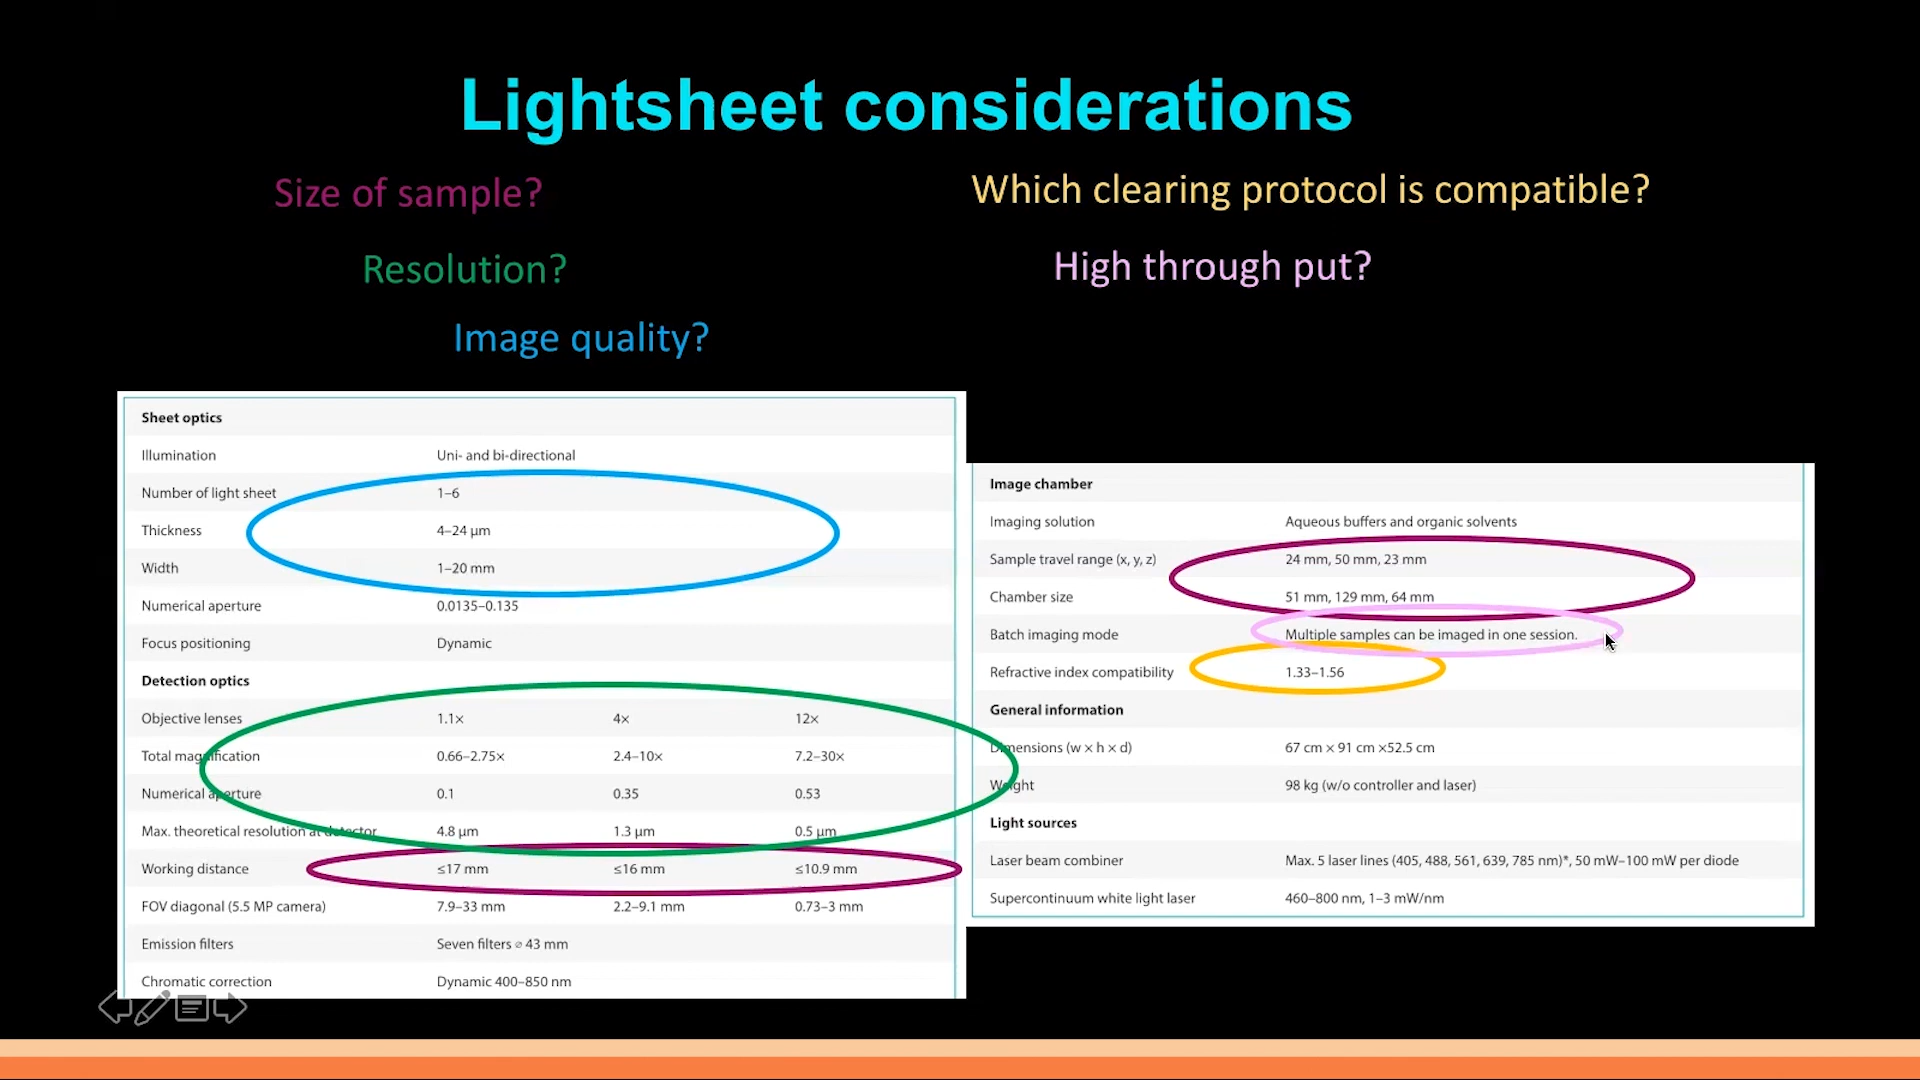 Lightsheet considerations
Size of sample?
Resolution?
Image quality?
Which clearing protocol is compatible?
High through put?
Sheet optics
Illumination Uni- and bi-directional
Number of light sheet 1–6
Thickness 4–24 μm
Width 1–20 mm
Numerical aperture 0.0135–0.135
Focus positioning Dynamic
Detection optics
Objective lenses 1.1× 4× 12×
Total magnification 0.66–2.75× 2.4–10× 7.2–30×
Numerical aperture 0.1 0.35 0.53
Max. theoretical resolution at detector 4.8 μm 1.3 μm 0.5 μm
Working distance ≤17 mm ≤16 mm ≤10.9 mm
FOV diagonal (5.5 MP camera) 7.9–33 mm 2.2–9.1 mm 0.73–3 mm
Emission filters Seven filters ⌀ 43 mm
Chromatic correction Dynamic 400–850 nm
Image chamber
Imaging solution Aqueous buffers and organic solvents
Sample travel range (x, y, z) 24 mm, 50 mm, 23 mm
Chamber size 51 mm, 129 mm, 64 mm
Batch imaging mode Multiple samples can be imaged in one session.
Refractive index compatibility 1.33–1.56
General information
Dimensions (w × h × d) 67 cm × 91 cm ×52.5 cm
Weight 98 kg (w/o controller and laser)
Light sources
Laser beam combiner Max. 5 laser lines (405, 488, 561, 639, 785 nm)*, 50 mW–100 mW per diode
Supercontinuum white light laser 460–800 nm, 1–3 mW/nm